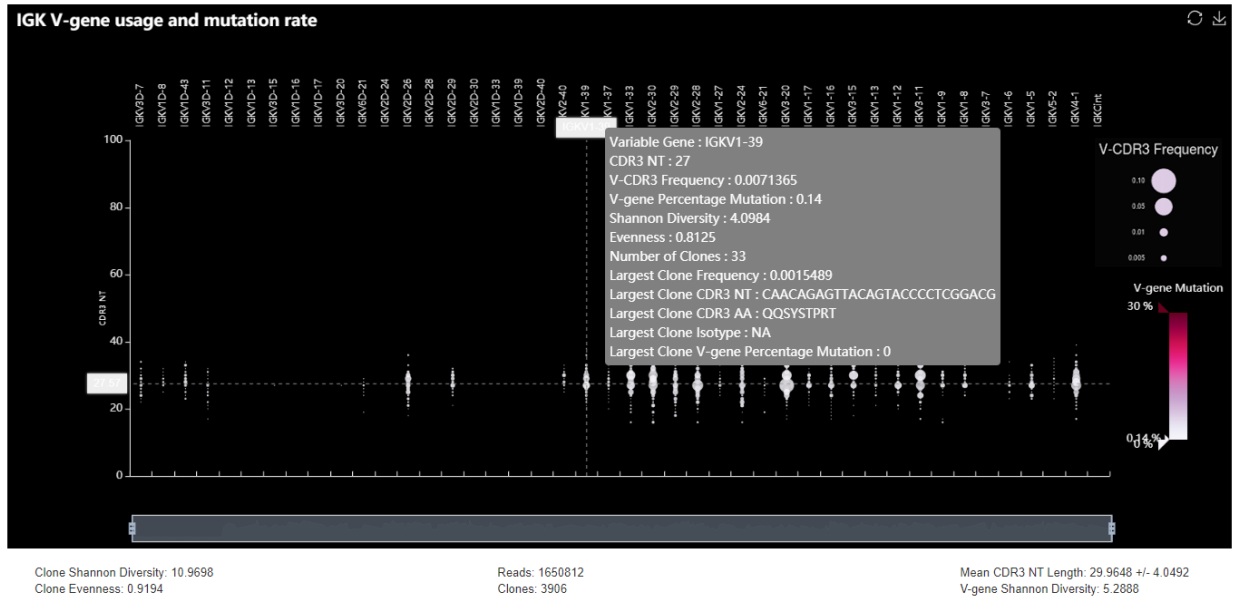 IGK V-gene usage and mutation rate
IGKV3D-7
IGKV1D-8
IGKV1D-43
IGKV3D-11
IGKV1D-12
IGKV1D-13
IGKV3D-15
IGKV1D-16
IGKV1D-17
IGKV3D-20
IGKV6D-21
IGKV2D-24
IGKV2D-26
IGKV2D-28
IGKV2D-29
IGKV2D-30
IGKV1D-33
IGKV1D-39
IGKV2D-40
IGKV2-40
IGKV1-39
IGKV1-37
IGKV1-33
IGKV2-30
IGKV2-29
IGKV2-28
IGKV1-27
IGKV2-24
IGKV6-21
IGKV3-20
IGKV1-17
IGKV1-16
IGKV3-15
IGKV1-13
IGKV1-12
IGKV3-11
IGKV1-9
IGKV1-8
IGKV3-7
IGKV1-6
IGKV1-5
IGKV5-2
IGKV4-1
IGKCInt
100
80
60
40
20
0
CDR3 NT
27.57
Variable Gene : IGKV1-39
CDR3 NT : 27
V-CDR3 Frequency : 0.0071365
V-gene Percentage Mutation : 0.14
Shannon Diversity : 4.0984
Evenness : 0.8125
Number of Clones : 33
Largest Clone Frequency : 0.0015489
Largest Clone CDR3 NT : CAACAGAGTTACAGTACCCCTCGGACG
Largest Clone CDR3 AA : QQSYSTPRT
Largest Clone Isotype : NA
Largest Clone V-gene Percentage Mutation : 0
V-CDR3 Frequency
0.10
0.05
0.01
0.005
V-gene Mutation
30 %
0.14 %
0 %
Clone Shannon Diversity: 10.9698
Clone Evenness: 0.9194
Reads: 1650812
Clones: 3906
Mean CDR3 NT Length: 29.9648 +/- 4.0492
V-gene Shannon Diversity: 5.2888